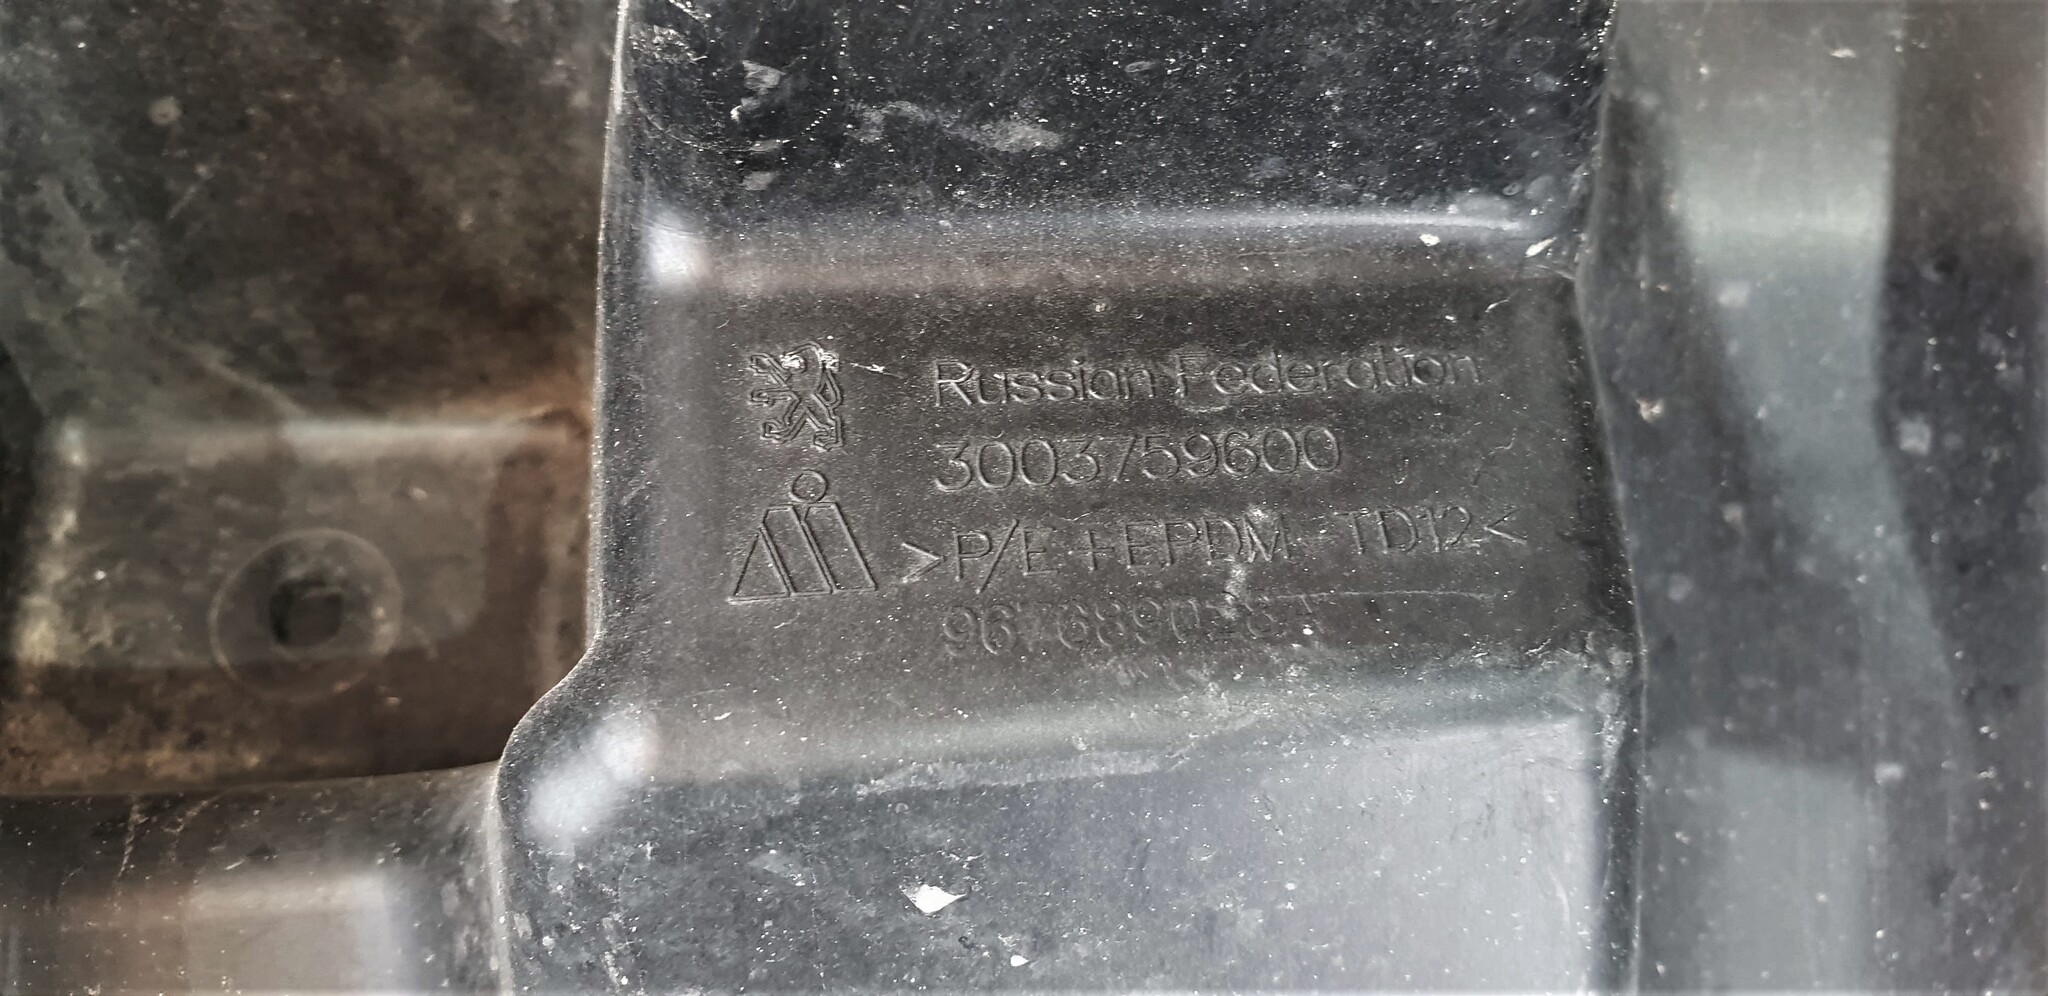 Russian Federation
3003759600
>P/E+EPDM-TD12<